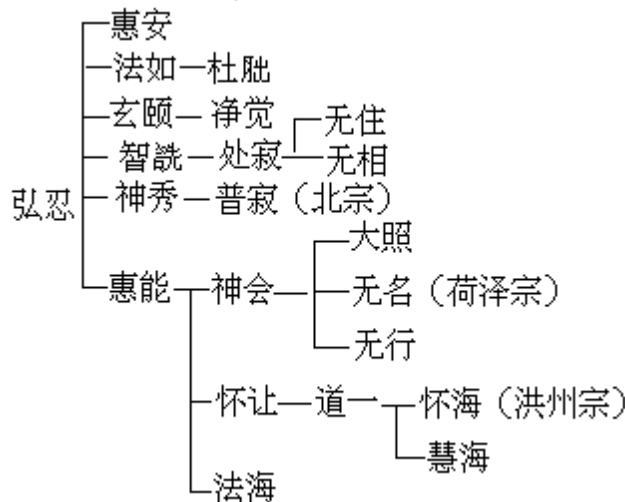 惠安
法如 杜朏
玄颐 净觉
无住
智詵 处寂 无相
弘忍
神秀 普寂（北宗）
大照
惠能 神会 无名（荷泽宗）
无行
怀让 道一 怀海（洪州宗）
慧海
法海